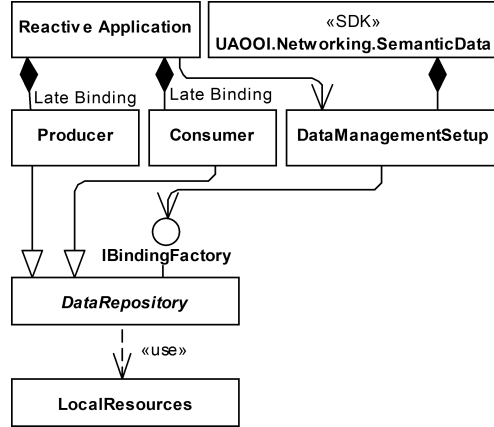 Reactive Application
«SDK»
UAOOI.Networking.SemanticData
Late Binding
Late Binding
Producer
Consumer
DataManagementSetup
IBindingFactory
DataRepository
«use»
LocalResources